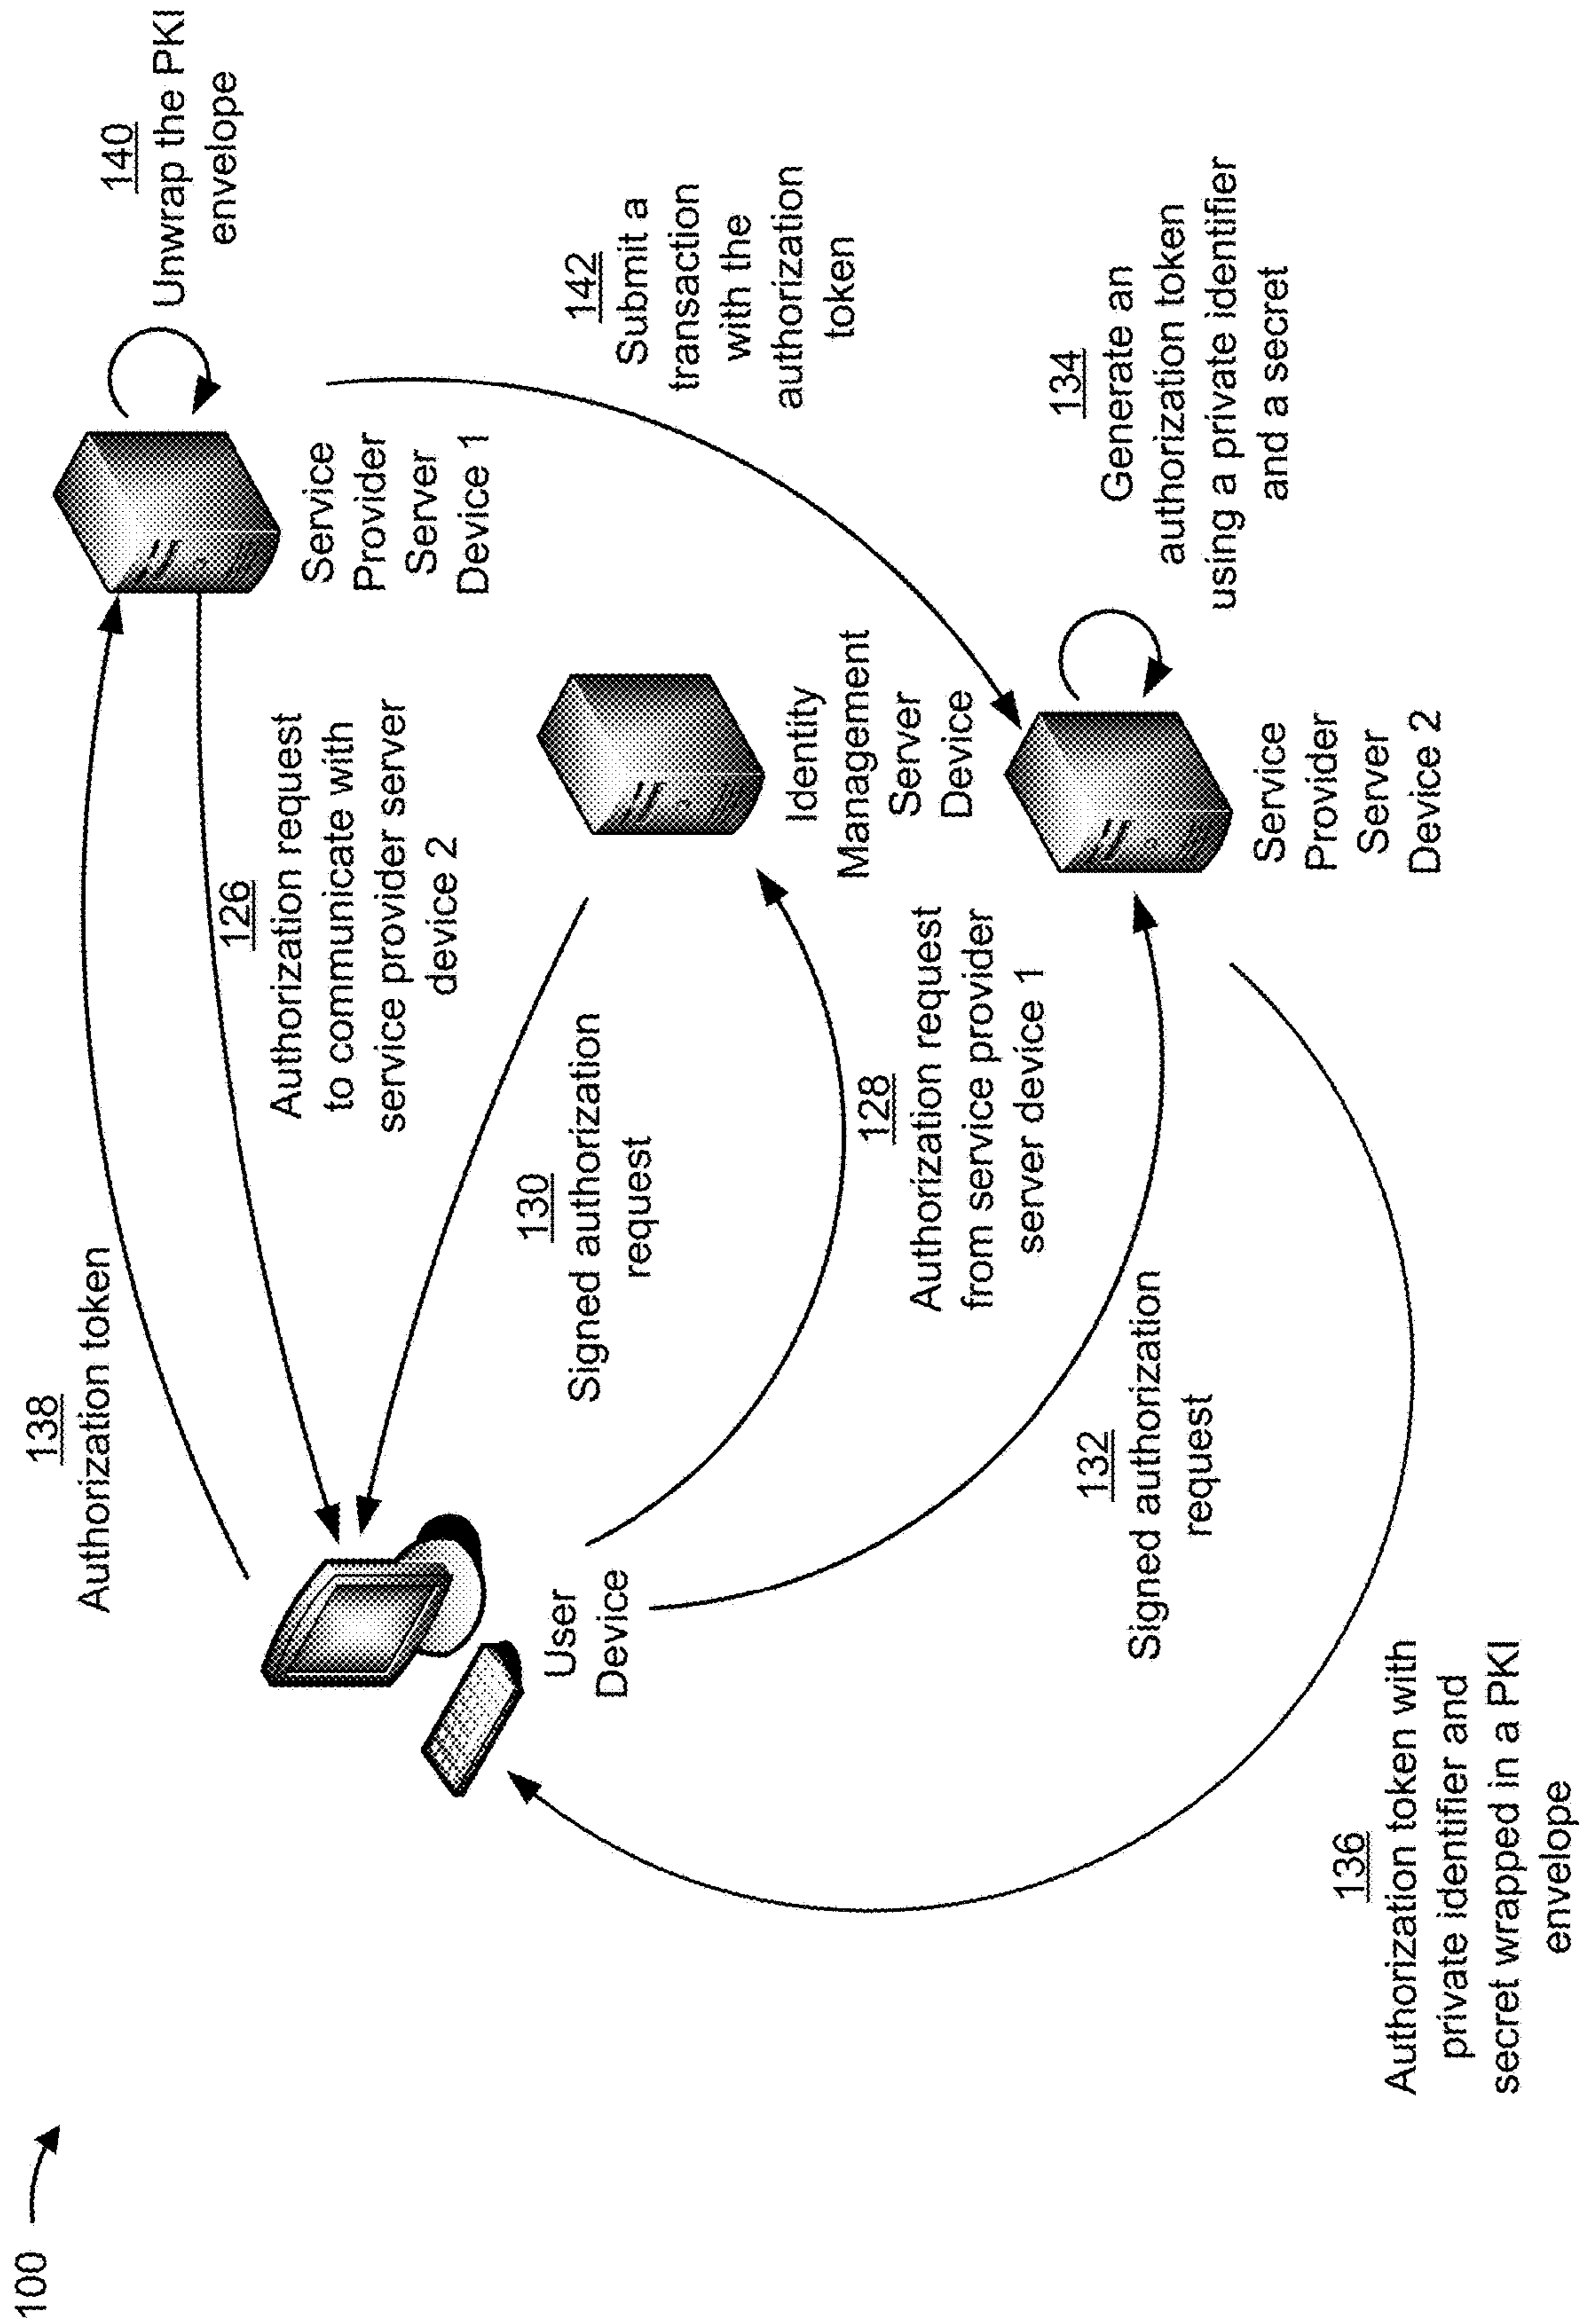 100
138
Authorization token
126
Authorization request
to communicate with
service provider server
device 2
140
Unwrap the PKI
envelope
Service
Provider
Server
Device 1
User
Device
130
Signed authorization
request
Identity
Management
Server
Device
142
Submit a
transaction
with the
authorization
token
128
Authorization request
from service provider
server device 1
132
Signed authorization
request
134
Generate an
authorization token
using a private identifier
and a secret
Service
Provider
Server
Device 2
136
Authorization token with
private identifier and
secret wrapped in a PKI
envelope